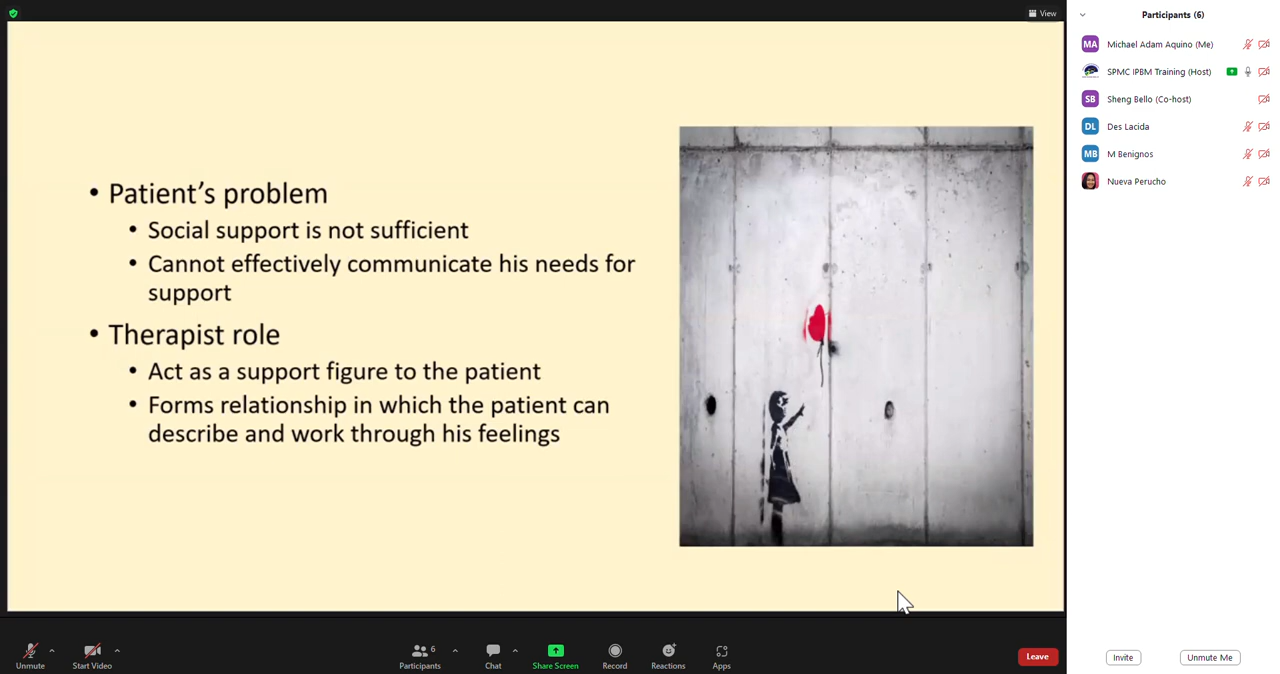 View
• Patient’s problem
• Social support is not sufficient
• Cannot effectively communicate his needs for
support
• Therapist role
• Act as a support figure to the patient
• Forms relationship in which the patient can
describe and work through his feelings
Participants (6)
MA Michael Adam Aquino (Me)
SPMC IPBM Training (Host)
SB Sheng Bello (Co-host)
DL Des Lacida
MB M Benignos
Nueva Perucho
Unmute
Start Video
Participants 6
Chat
Share Screen
Record
Reactions
Apps
Leave
Invite
Unmute Me